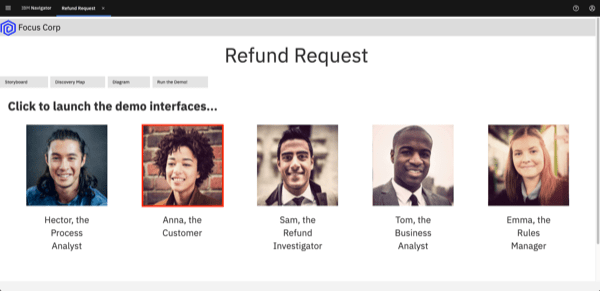 IBM Navigator
Refund Request ×
Focus Corp
Refund Request
Storyboard
Discovery Map
Diagram
Run the Demo!
Click to launch the demo interfaces...
Hector, the
Process
Analyst
Anna, the
Customer
Sam, the
Refund
Investigator
Tom, the
Business
Analyst
Emma, the
Rules
Manager